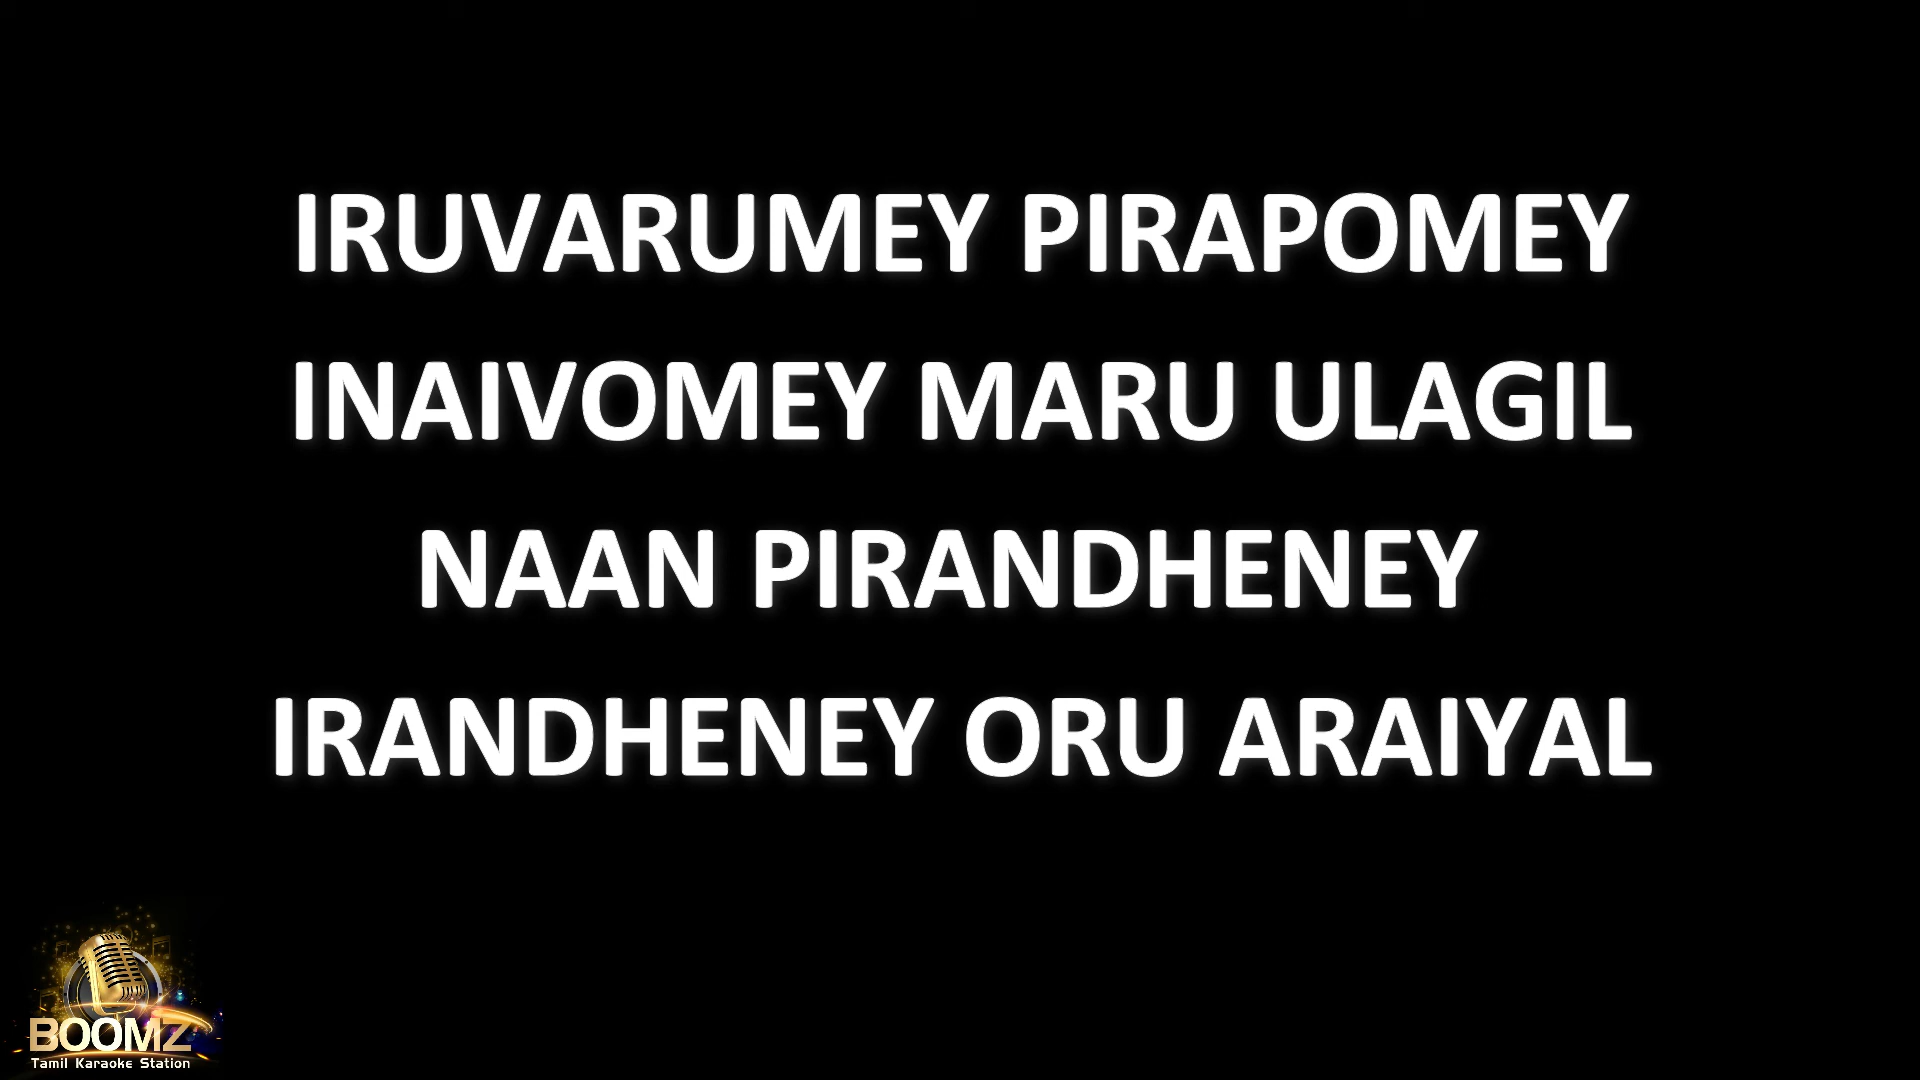 IRUVARUMEY PIRAPOMEY
INAIVOMEY MARU ULAGIL
NAAN PIRANDHENEY
IRANDHENEY ORU ARAIYAL
BOOMZ
Tamil Karaoke Station